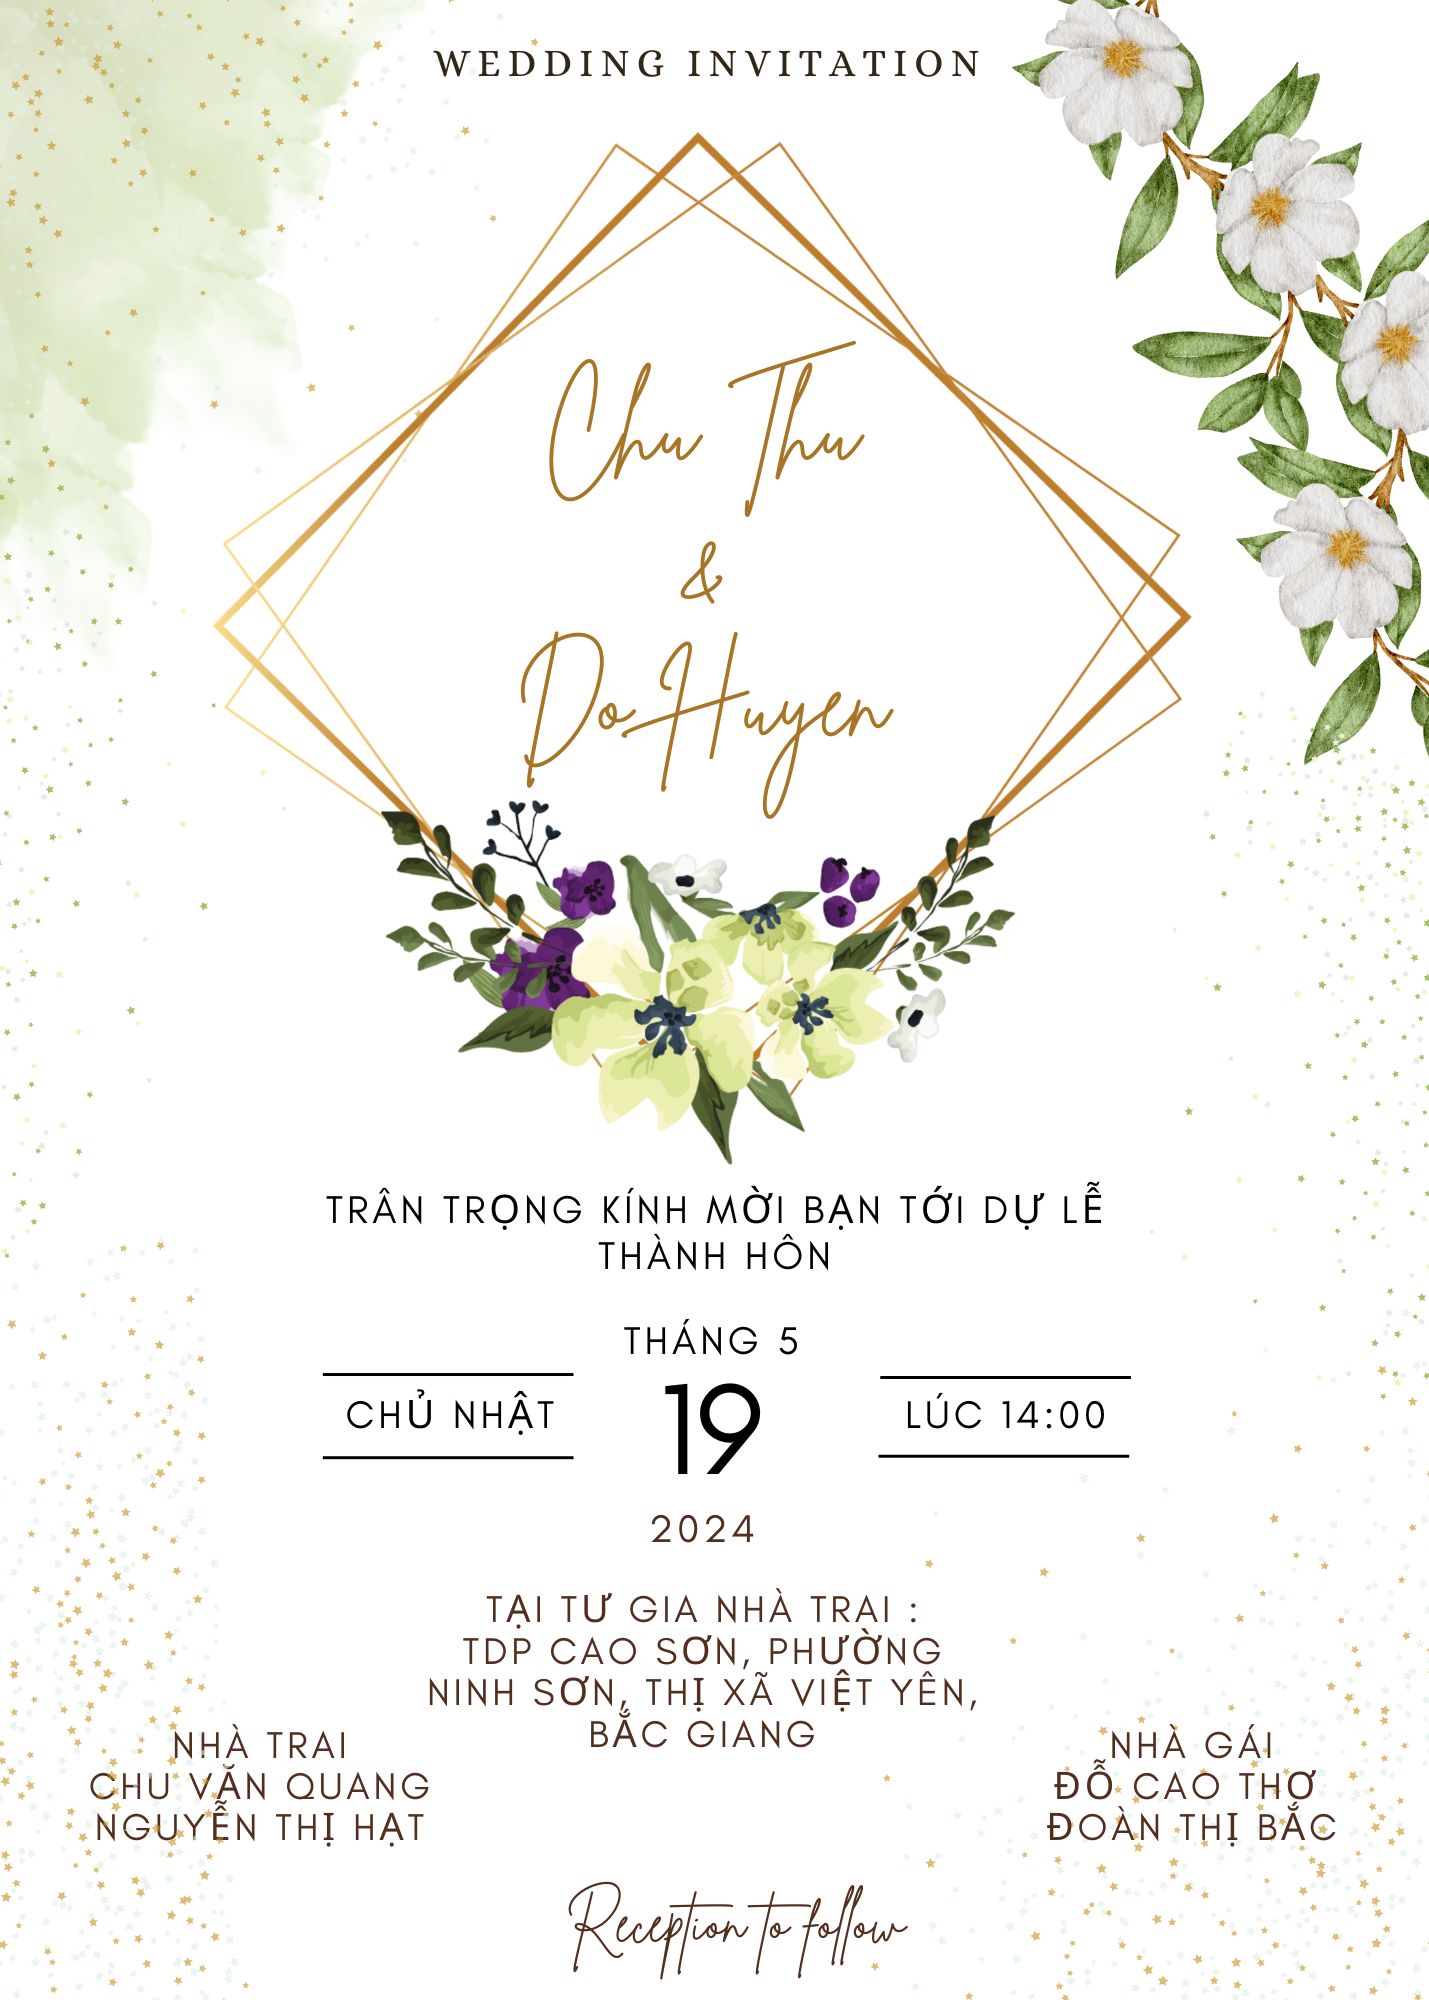 WEDDING INVITATION
Chu Thu
&
Do Huyen
TRÂN TRỌNG KÍNH MỜI BẠN TỚI DỰ LỄ
THÀNH HÔN
THÁNG 5
CHỦ NHẬT
19
LÚC 14:00
2024
TẠI TƯ GIA NHÀ TRAI :
TDP CAO SƠN, PHƯỜNG
NINH SƠN, THỊ XÃ VIỆT YÊN,
BẮC GIANG
NHÀ TRAI
CHU VĂN QUANG
NGUYỄN THỊ HẠT
NHÀ GÁI
ĐỖ CAO THƠ
ĐOÀN THỊ BẮC
Reception to follow